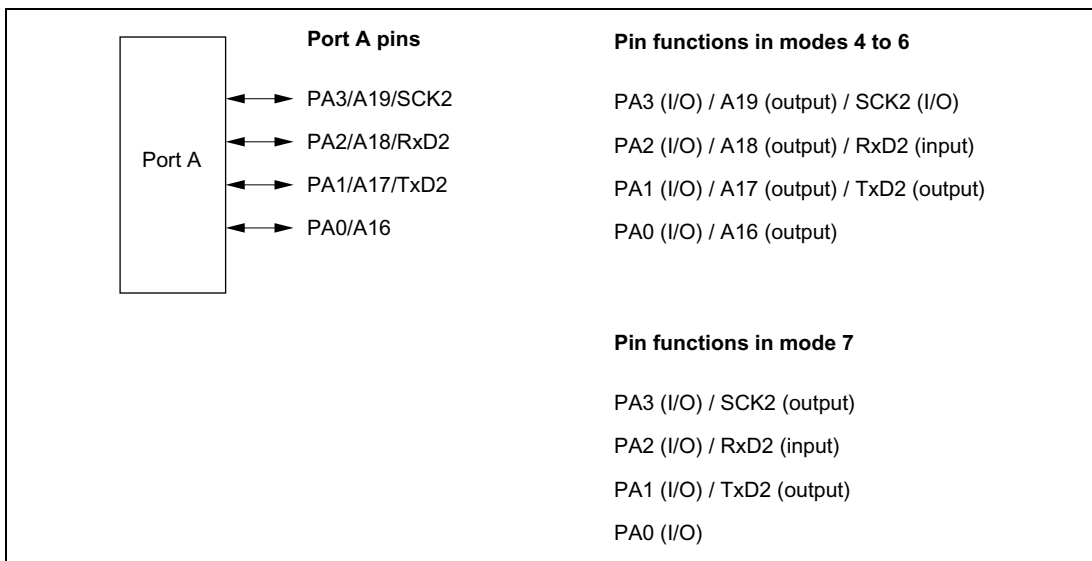 Port A
Port A pins
PA3/A19/SCK2
PA2/A18/RxD2
PA1/A17/TxD2
PA0/A16
Pin functions in modes 4 to 6
PA3 (I/O) / A19 (output) / SCK2 (I/O)
PA2 (I/O) / A18 (output) / RxD2 (input)
PA1 (I/O) / A17 (output) / TxD2 (output)
PA0 (I/O) / A16 (output)
Pin functions in mode 7
PA3 (I/O) / SCK2 (output)
PA2 (I/O) / RxD2 (input)
PA1 (I/O) / TxD2 (output)
PA0 (I/O)